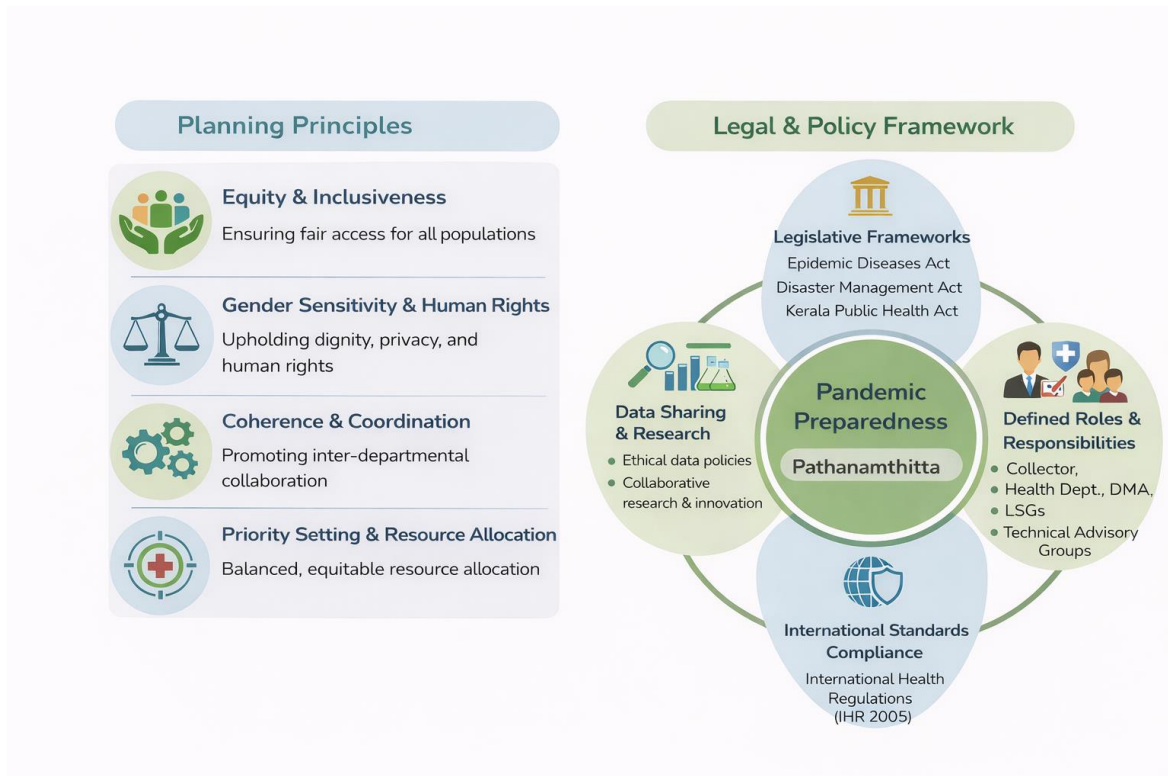 Planning Principles
Equity & Inclusiveness
Ensuring fair access for all populations
Gender Sensitivity & Human Rights
Upholding dignity, privacy, and
human rights
Coherence & Coordination
Promoting inter-departmental
collaboration
Priority Setting & Resource Allocation
Balanced, equitable resource allocation
Legal & Policy Framework
Legislative Frameworks
Epidemic Diseases Act
Disaster Management Act
Kerala Public Health Act
Data Sharing
& Research
• Ethical data policies
• Collaborative
research & innovation
Pandemic
Preparedness
Pathanamthitta
Defined Roles &
Responsibilities
• Collector,
• Health Dept., DMA,
• LSGs
• Technical Advisory
Groups
International Standards
Compliance
International Health
Regulations
(IHR 2005)